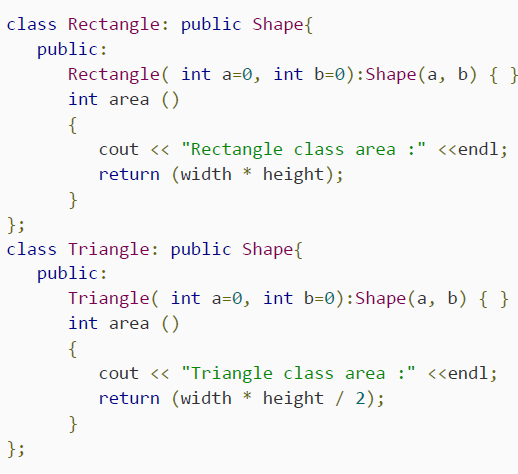 class Rectangle: public Shape{
   public:
      Rectangle( int a=0, int b=0):Shape(a, b) { }
      int area ()
      {
         cout << "Rectangle class area :" <<endl;
         return (width * height);
      }
};
class Triangle: public Shape{
   public:
      Triangle( int a=0, int b=0):Shape(a, b) { }
      int area ()
      {
         cout << "Triangle class area :" <<endl;
         return (width * height / 2);
      }
};